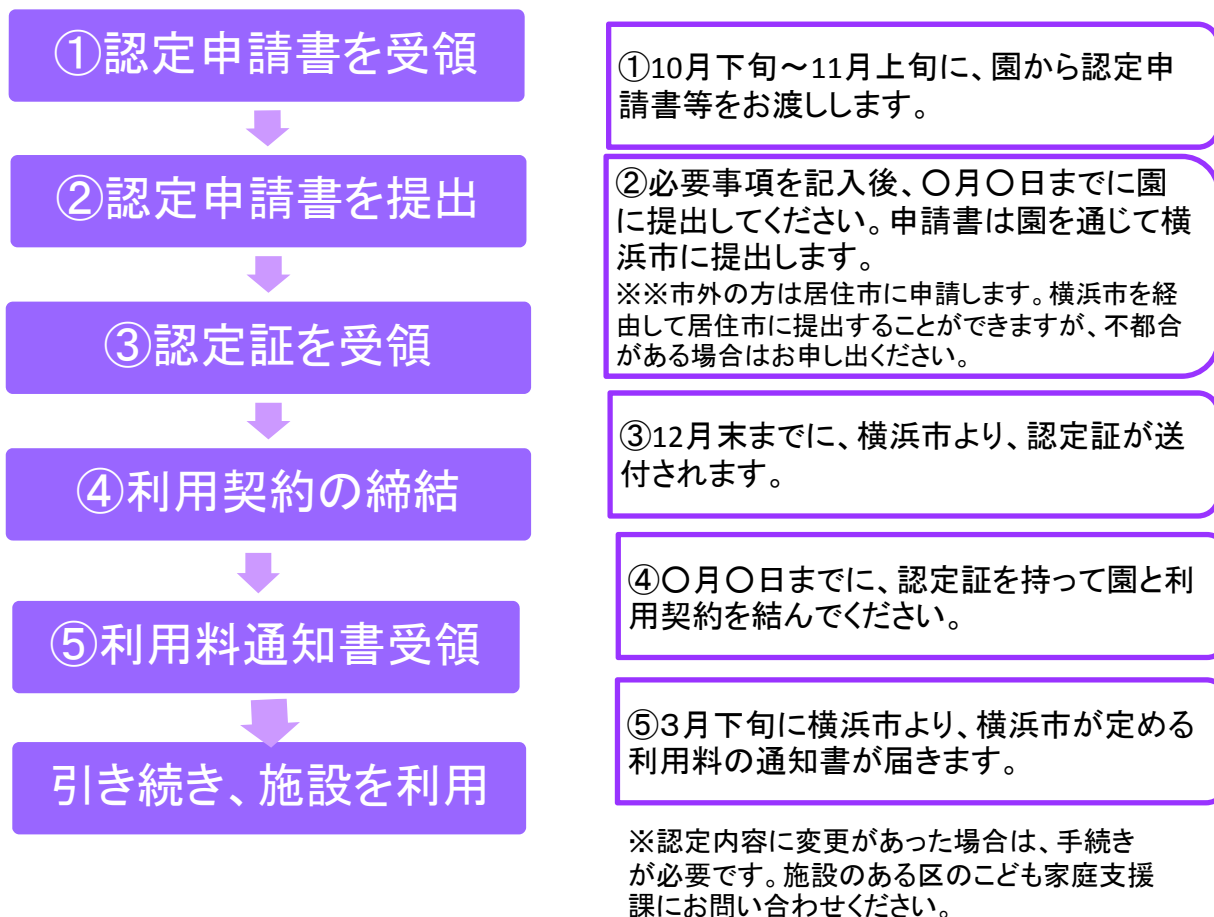 ①認定申請書を受領
①10月下旬～11月上旬に、園から認定申
請書等をお渡しします。
②認定申請書を提出
②必要事項を記入後、〇月〇日までに園
に提出してください。申請書は園を通じて横
浜市に提出します。
※※市外の方は居住市に申請します。横浜市を経
由して居住市に提出することができますが、不都合
がある場合はお申し出ください。
③認定証を受領
③12月末までに、横浜市より、認定証が送
付されます。
④利用契約の締結
④〇月〇日までに、認定証を持って園と利
用契約を結んでください。
⑤利用料通知書受領
⑤３月下旬に横浜市より、横浜市が定める
利用料の通知書が届きます。
引き続き、施設を利用
※認定内容に変更があった場合は、手続き
が必要です。施設のある区のこども家庭支援
課にお問い合わせください。